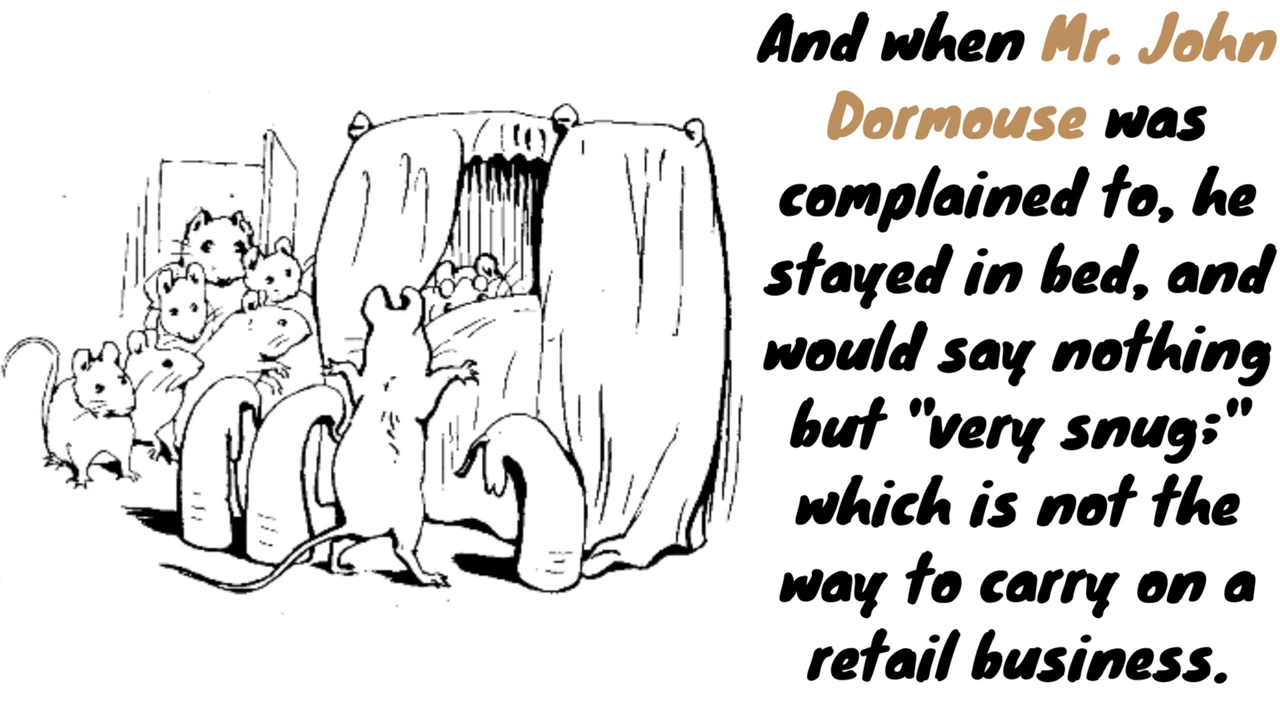 And when Mr. John
Dormouse was
complained to, he
stayed in bed, and
would say nothing
but "very snug;"
which is not the
way to carry on a
retail business.